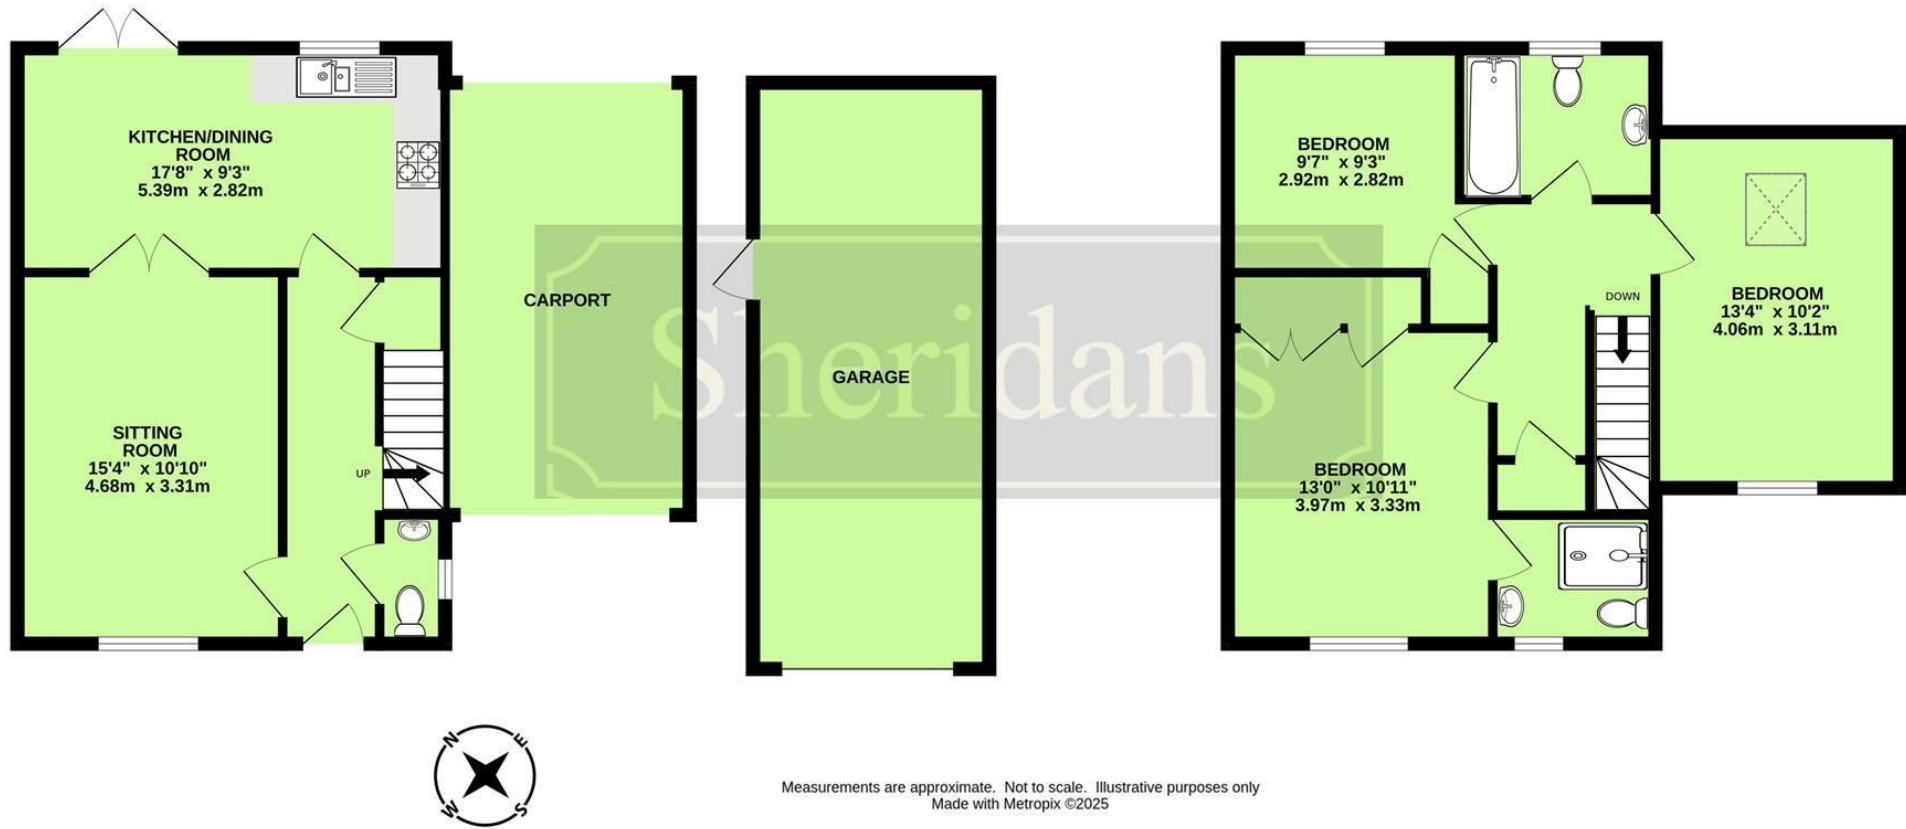 KITCHEN/DINING
ROOM
17'8" x 9'3"
5.39m x 2.82m
SITTING
ROOM
15'4" x 10'10"
4.68m x 3.31m
UP
CARPORT
GARAGE
Sheridans
BEDROOM
9'7" x 9'3"
2.92m x 2.82m
BEDROOM
13'4" x 10'2"
4.06m x 3.11m
DOWN
BEDROOM
13'0" x 10'11"
3.97m x 3.33m
N
E
W
S
Measurements are approximate. Not to scale. Illustrative purposes only
Made with Metropix ©2025